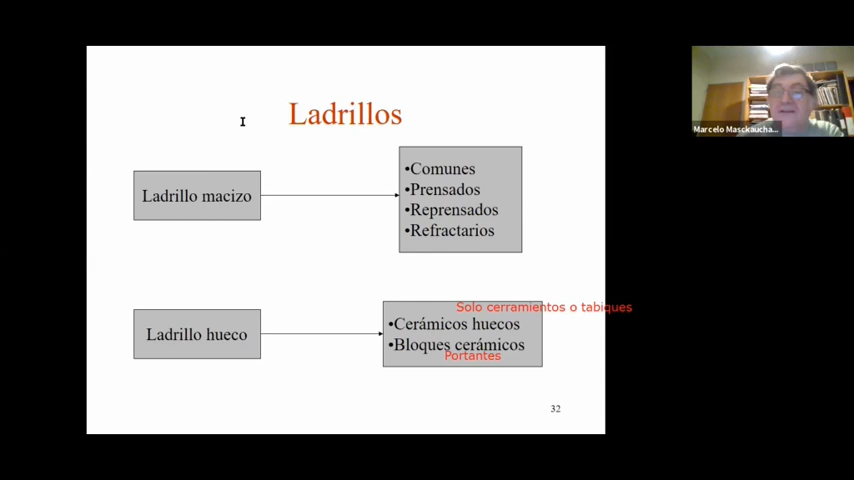 Ladrillos
Ladrillo macizo
•Comunes
•Prensados
•Reprensados
•Refractarios
Ladrillo hueco
Solo cerramientos o tabiques
•Cerámicos huecos
•Bloques cerámicos
Portantes
32
Marcelo Masckaucha...